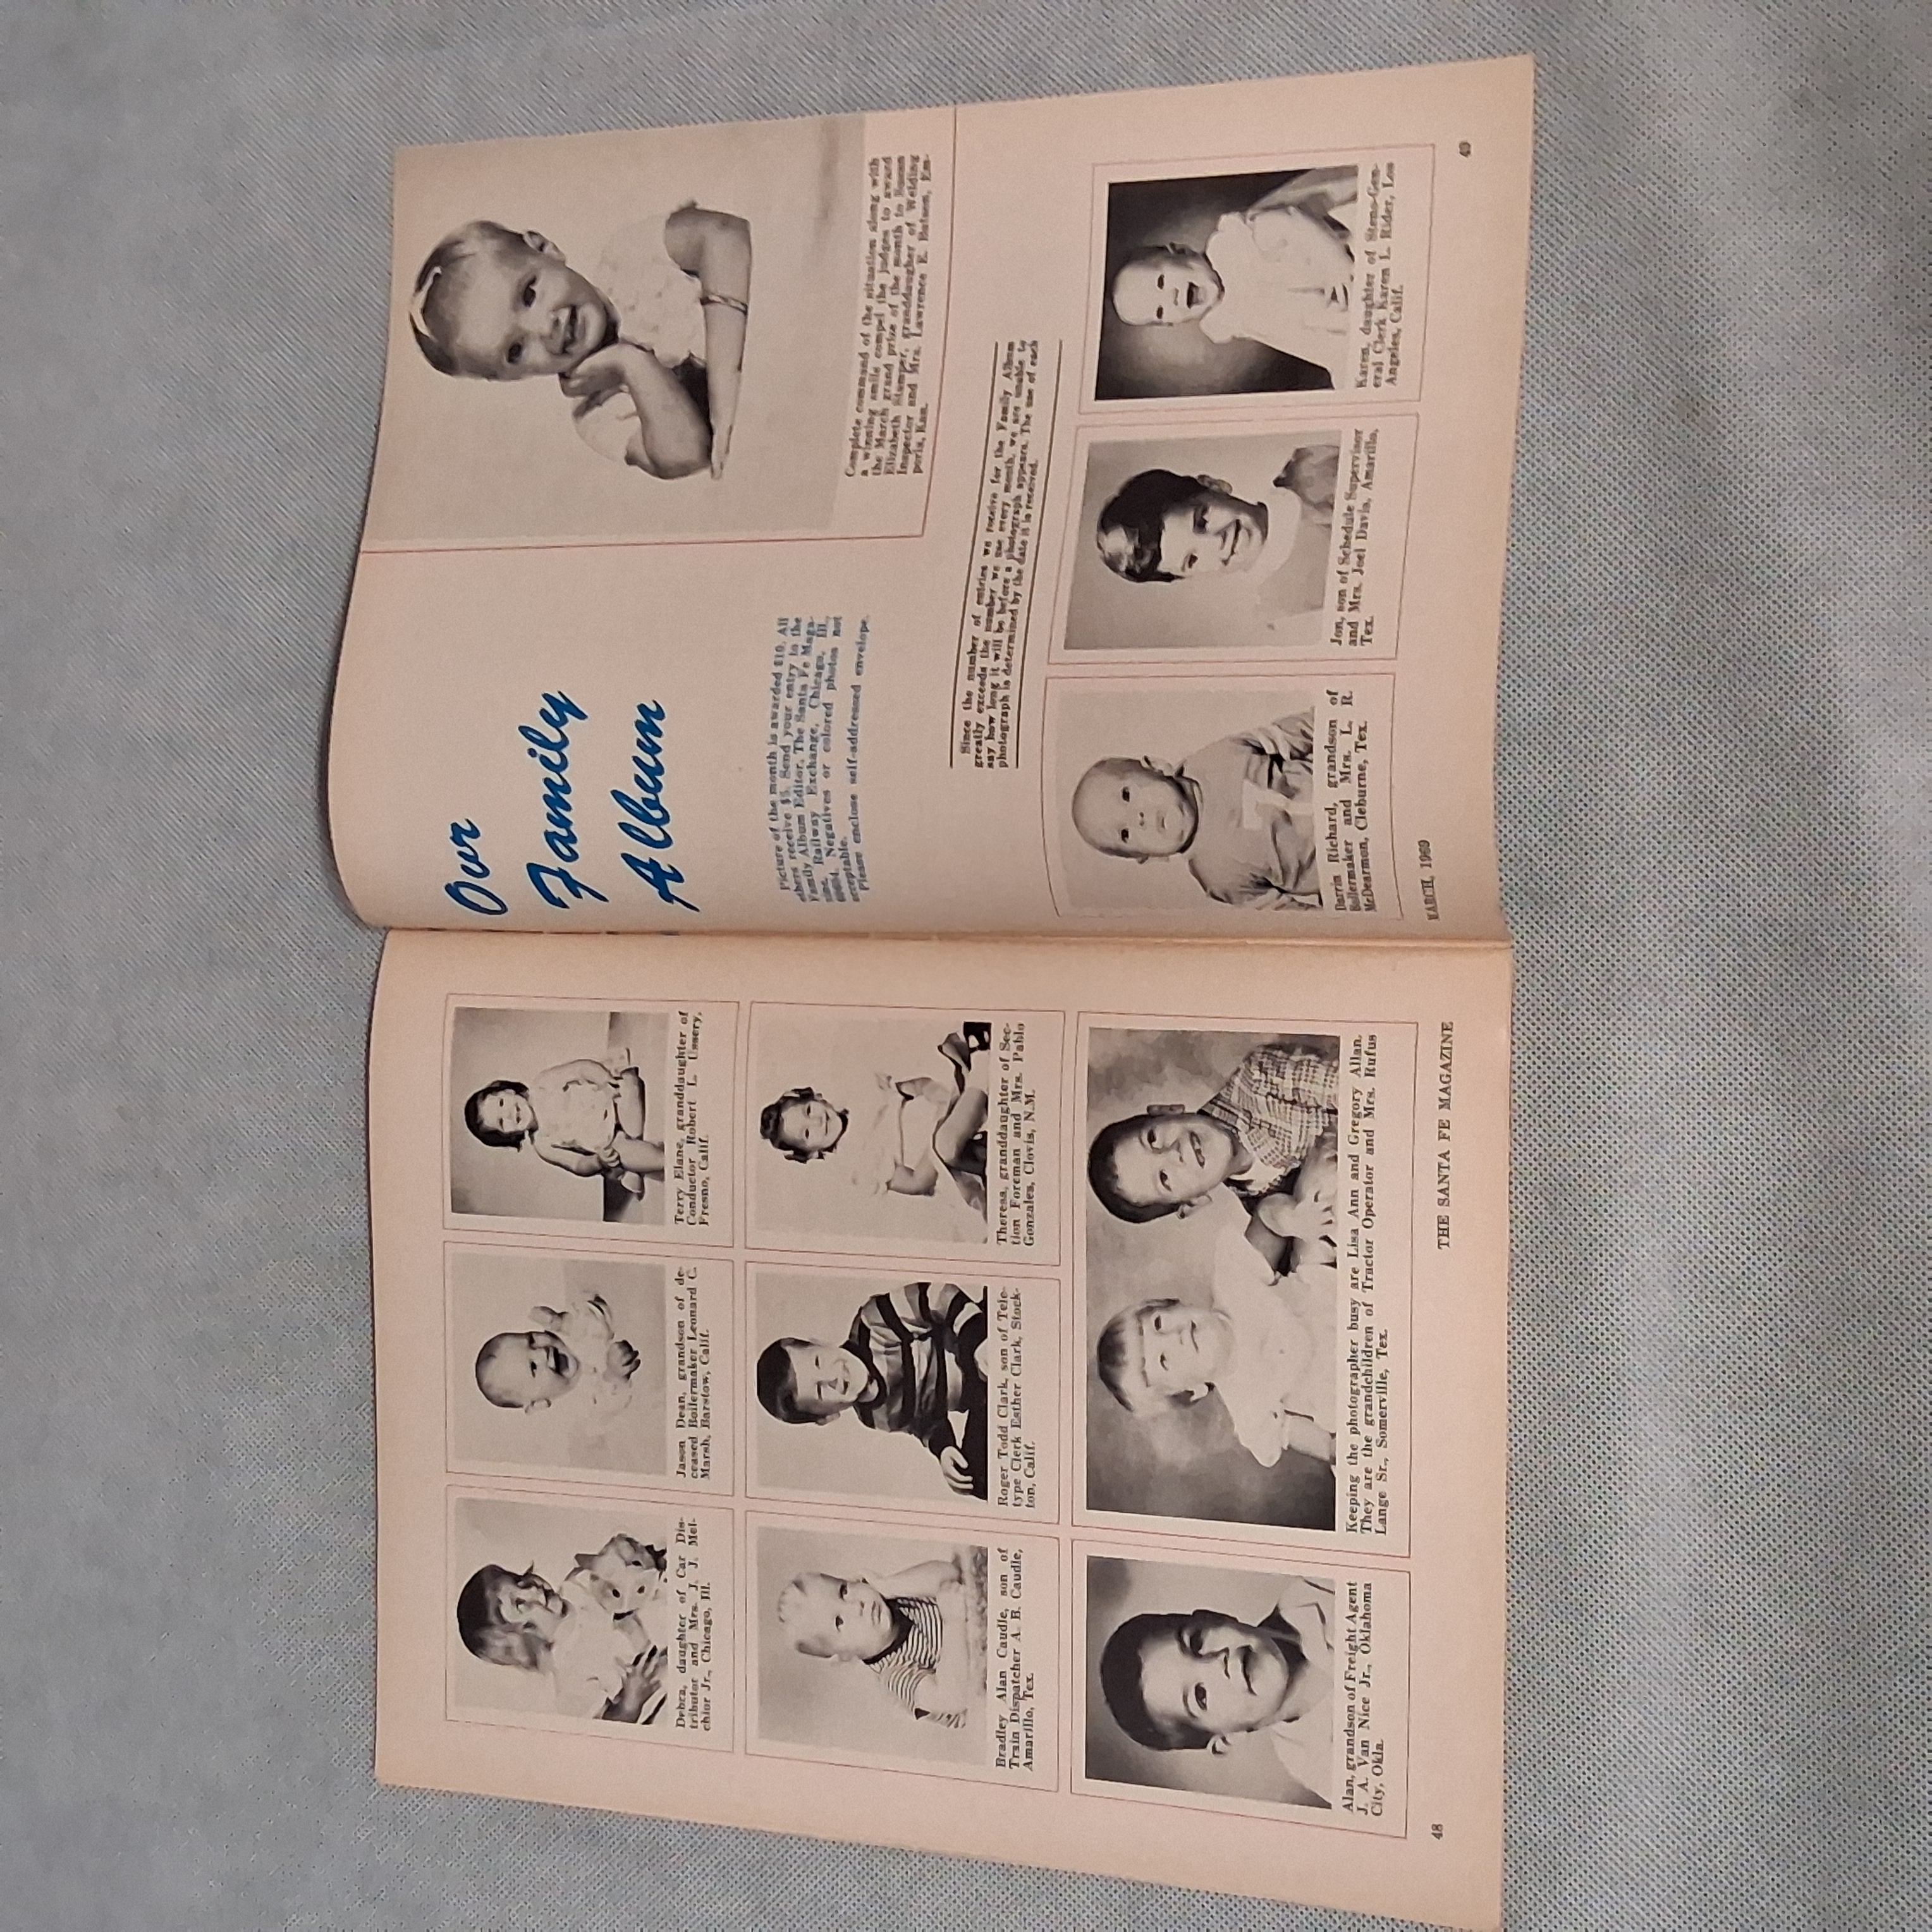 Debra, daughter of Car Dis-
tributor and Mrs. J. J. Mel-
chior Jr., Chicago, Ill.
Jason Dean, grandson of de-
ceased Boilermaker Leonard C.
Marsh, Barstow, Calif.
Terry Elane, granddaughter of
Conductor Robert L. Ussery,
Fresno, Calif.
Bradley Alan Caudle, son of
Train Dispatcher A. B. Caudle,
Amarillo, Tex.
Roger Todd Clark, son of Tele-
type Clerk Esther Clark, Stock-
ton, Calif.
Theresa, granddaughter of Sec-
tion Foreman and Mrs. Pablo
Gonzales, Clovis, N.M.
Alan, grandson of Freight Agent
J. A. Van Nice Jr., Oklahoma
City, Okla.
Keeping the photographer busy are Lisa Ann and Gregory Allan.
They are the grandchildren of Tractor Operator and Mrs. Rufus
Lange Sr., Somerville, Tex.
48
THE SANTA FE MAGAZINE
Our
Family
Album
Picture of the month is awarded $10. All
others receive $5. Send your entry to the
Family Album Editor, The Santa Fe Maga-
zine, Railway Exchange, Chicago, Ill.
60604. Negatives or colored photos not
acceptable.
Please enclose self-addressed envelope.
Complete command of the situation along with
a winning smile compel the judges to award
the March grand prize of the month to Susan
Elizabeth Stamper, granddaughter of Welding
Inspector and Mrs. Lawrence E. Batson, Em-
poria, Kan.
Since the number of entries we receive for the Family Album
greatly exceeds the number we use every month, we are unable to
say how long it will be before a photograph appears. The use of each
photograph is determined by the date it is received.
Darrin Richard, grandson of
Boilermaker and Mrs. L. R.
McDearmon, Cleburne, Tex.
Jon, son of Schedule Supervisor
and Mrs. Joel Davis, Amarillo,
Tex.
Karen, daughter of Steno-Gen-
eral Clerk Karen L. Rider, Los
Angeles, Calif.
MARCH, 1969
49